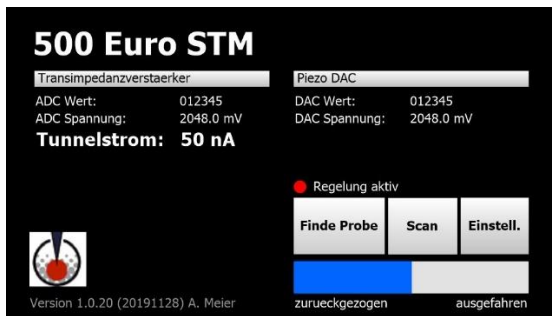 500 Euro STM
Transimpedanzverstaerker
ADC Wert: 012345
ADC Spannung: 2048.0 mV
Tunnelstrom: 50 nA
Piezo DAC
DAC Wert: 012345
DAC Spannung: 2048.0 mV
Regelung aktiv
Finde Probe Scan Einstell.
zurueckgezogen ausgefahren
Version 1.0.20 (20191128) A. Meier